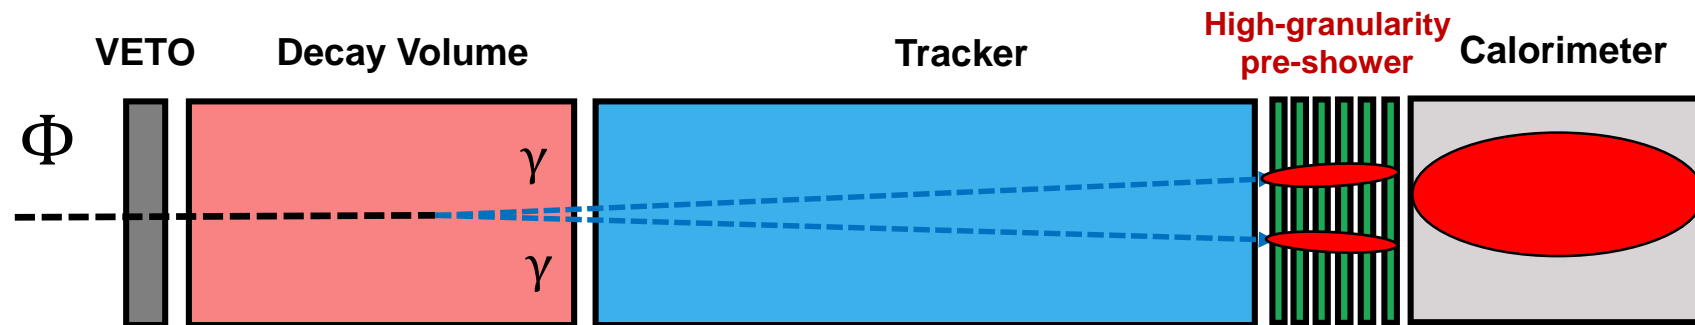 VETO
Decay Volume
Tracker
High-granularity
pre-shower
Calorimeter
Φ
γ
γ